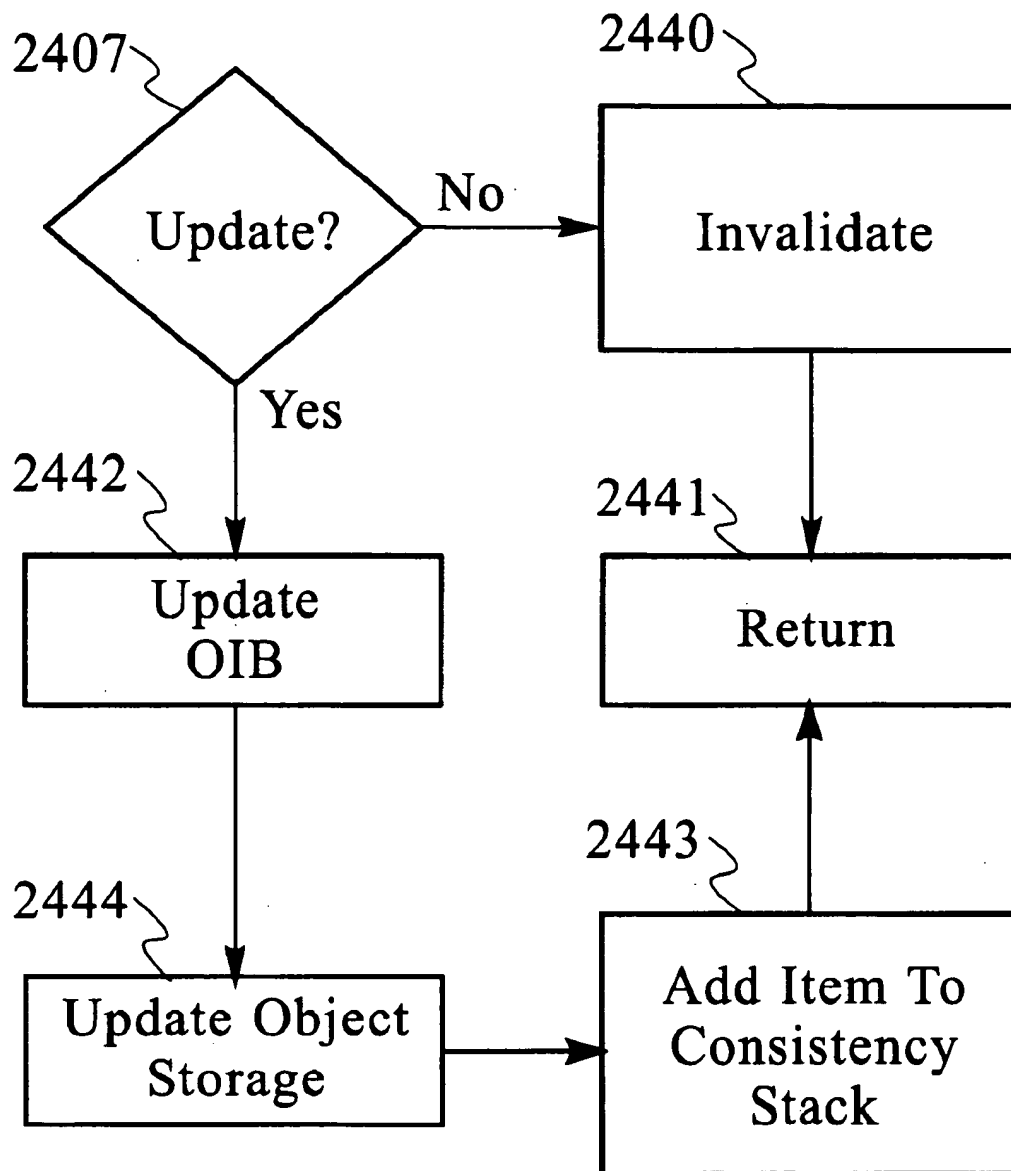 2407
2440
Update?
No
Invalidate
Yes
2442
2441
Update
OIB
Return
2443
2444
Update Object
Storage
Add Item To
Consistency
Stack